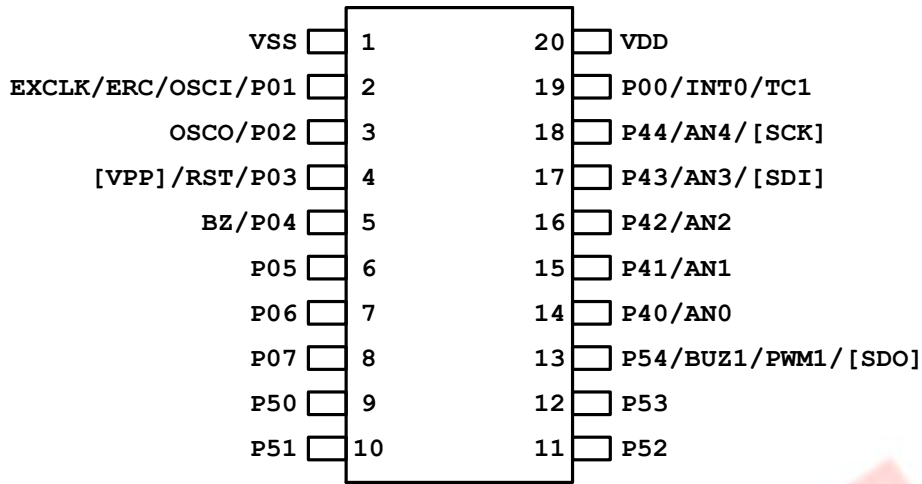 VSS 1 20 VDD
EXCLK/ERC/OSCI/P01 2 19 P00/INT0/TC1
OSCO/P02 3 18 P44/AN4/[SCK]
[VPP]/RST/P03 4 17 P43/AN3/[SDI]
BZ/P04 5 16 P42/AN2
P05 6 15 P41/AN1
P06 7 14 P40/AN0
P07 8 13 P54/BUZ1/PWM1/[SDO]
P50 9 12 P53
P51 10 11 P52